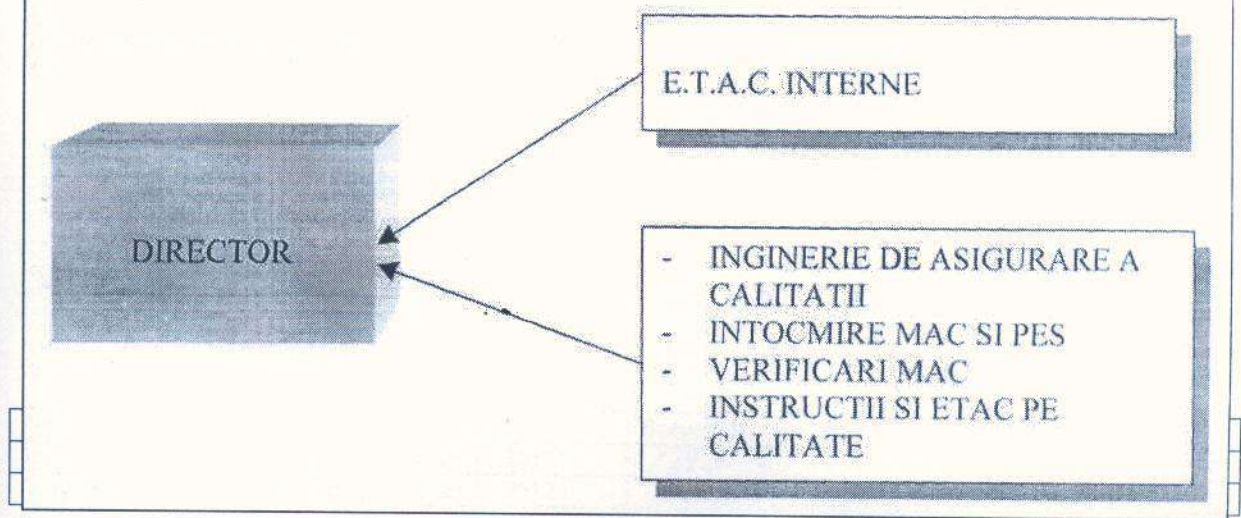 E.T.A.C. INTERNE
DIRECTOR
- INGINERIE DE ASIGURARE A
CALITATII
- INTOCMIRE MAC SI PES
- VERIFICARI MAC
- INSTRUCTII SI ETAC PE
CALITATE